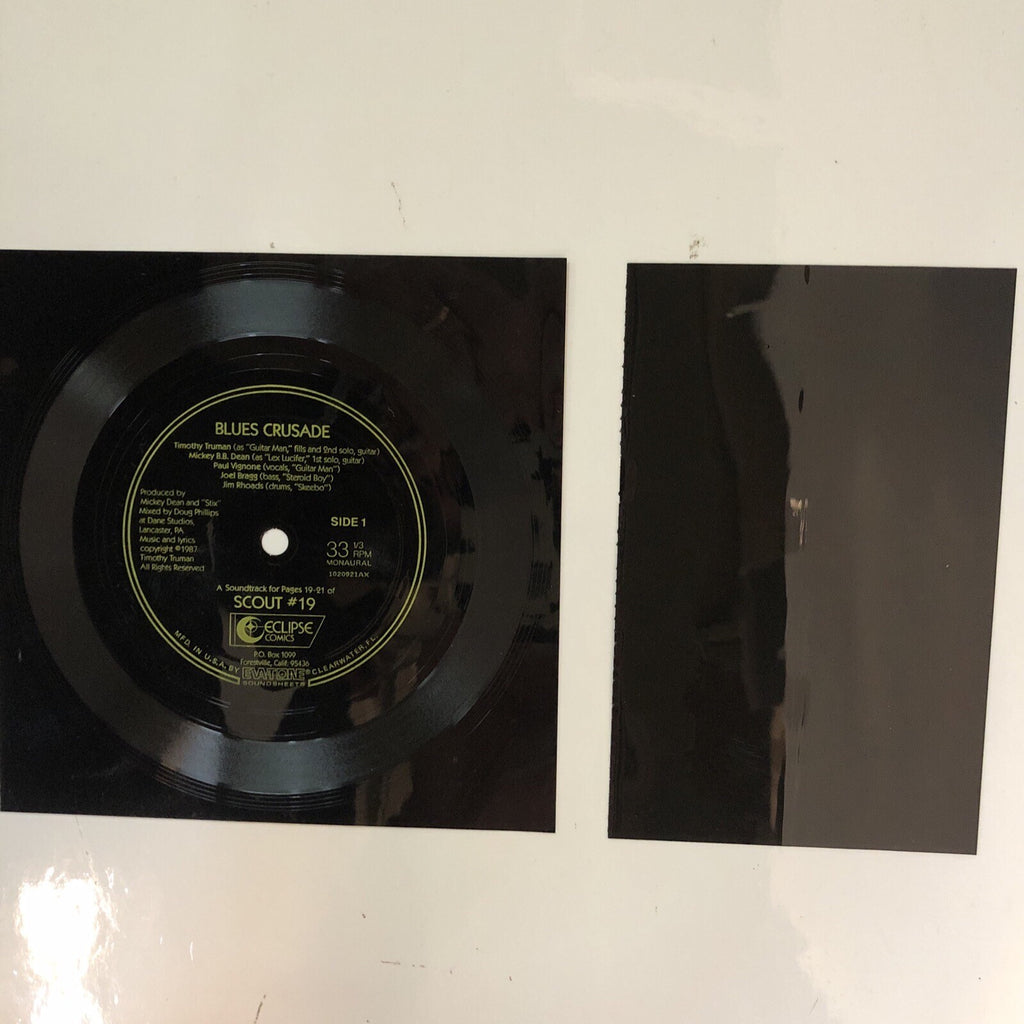 BLUES CRUSADE
Timothy Truman (as "Guitar Man," fills and 2nd solo, guitar)
Mickey B.B. Dean (as "Lex Lucifer," 1st solo, guitar)
Paul Vignone (vocals, "Guitar Man")
Joel Bragg (bass, "Steroid Boy")
Jim Rhoads (drums, "Skeebo")
Produced by
Mickey Dean and "Stix"
Mixed by Doug Phillips
at Dane Studios,
Lancaster, PA
Music and lyrics
copyright ©1987
Timothy Truman
All Rights Reserved
SIDE 1
33 1/3 RPM
MONAURAL
1020921AX
A Soundtrack for Pages 19-21 of
SCOUT #19
ECLIPSE
COMICS
P.O. Box 1099
Forestville, Calif. 95436
MFD. IN U.S.A. BY EVA-TONE® CLEARWATER, FL.
SOUNDSHEETS